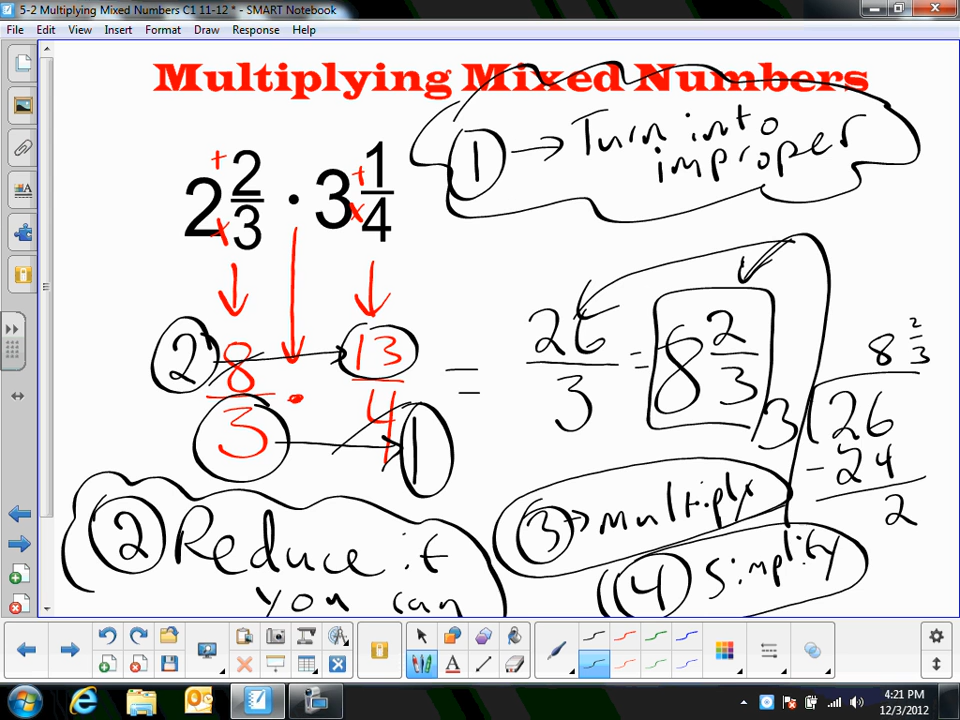 5-2 Multiplying Mixed Numbers C1 11-12 * - SMART Notebook
File Edit View Insert Format Draw Response Help
Multiplying Mixed Numbers
1 → Turn into
improper
+ +
2 2/3 · 3 1/4
x x
2 8/3 · 13/4 1 = 26/3 = 8 2/3
8 2/3
3 26
- 24
2
2 Reduce if
you can
3 → multiply
4 Simplify
A
4:21 PM
12/3/2012